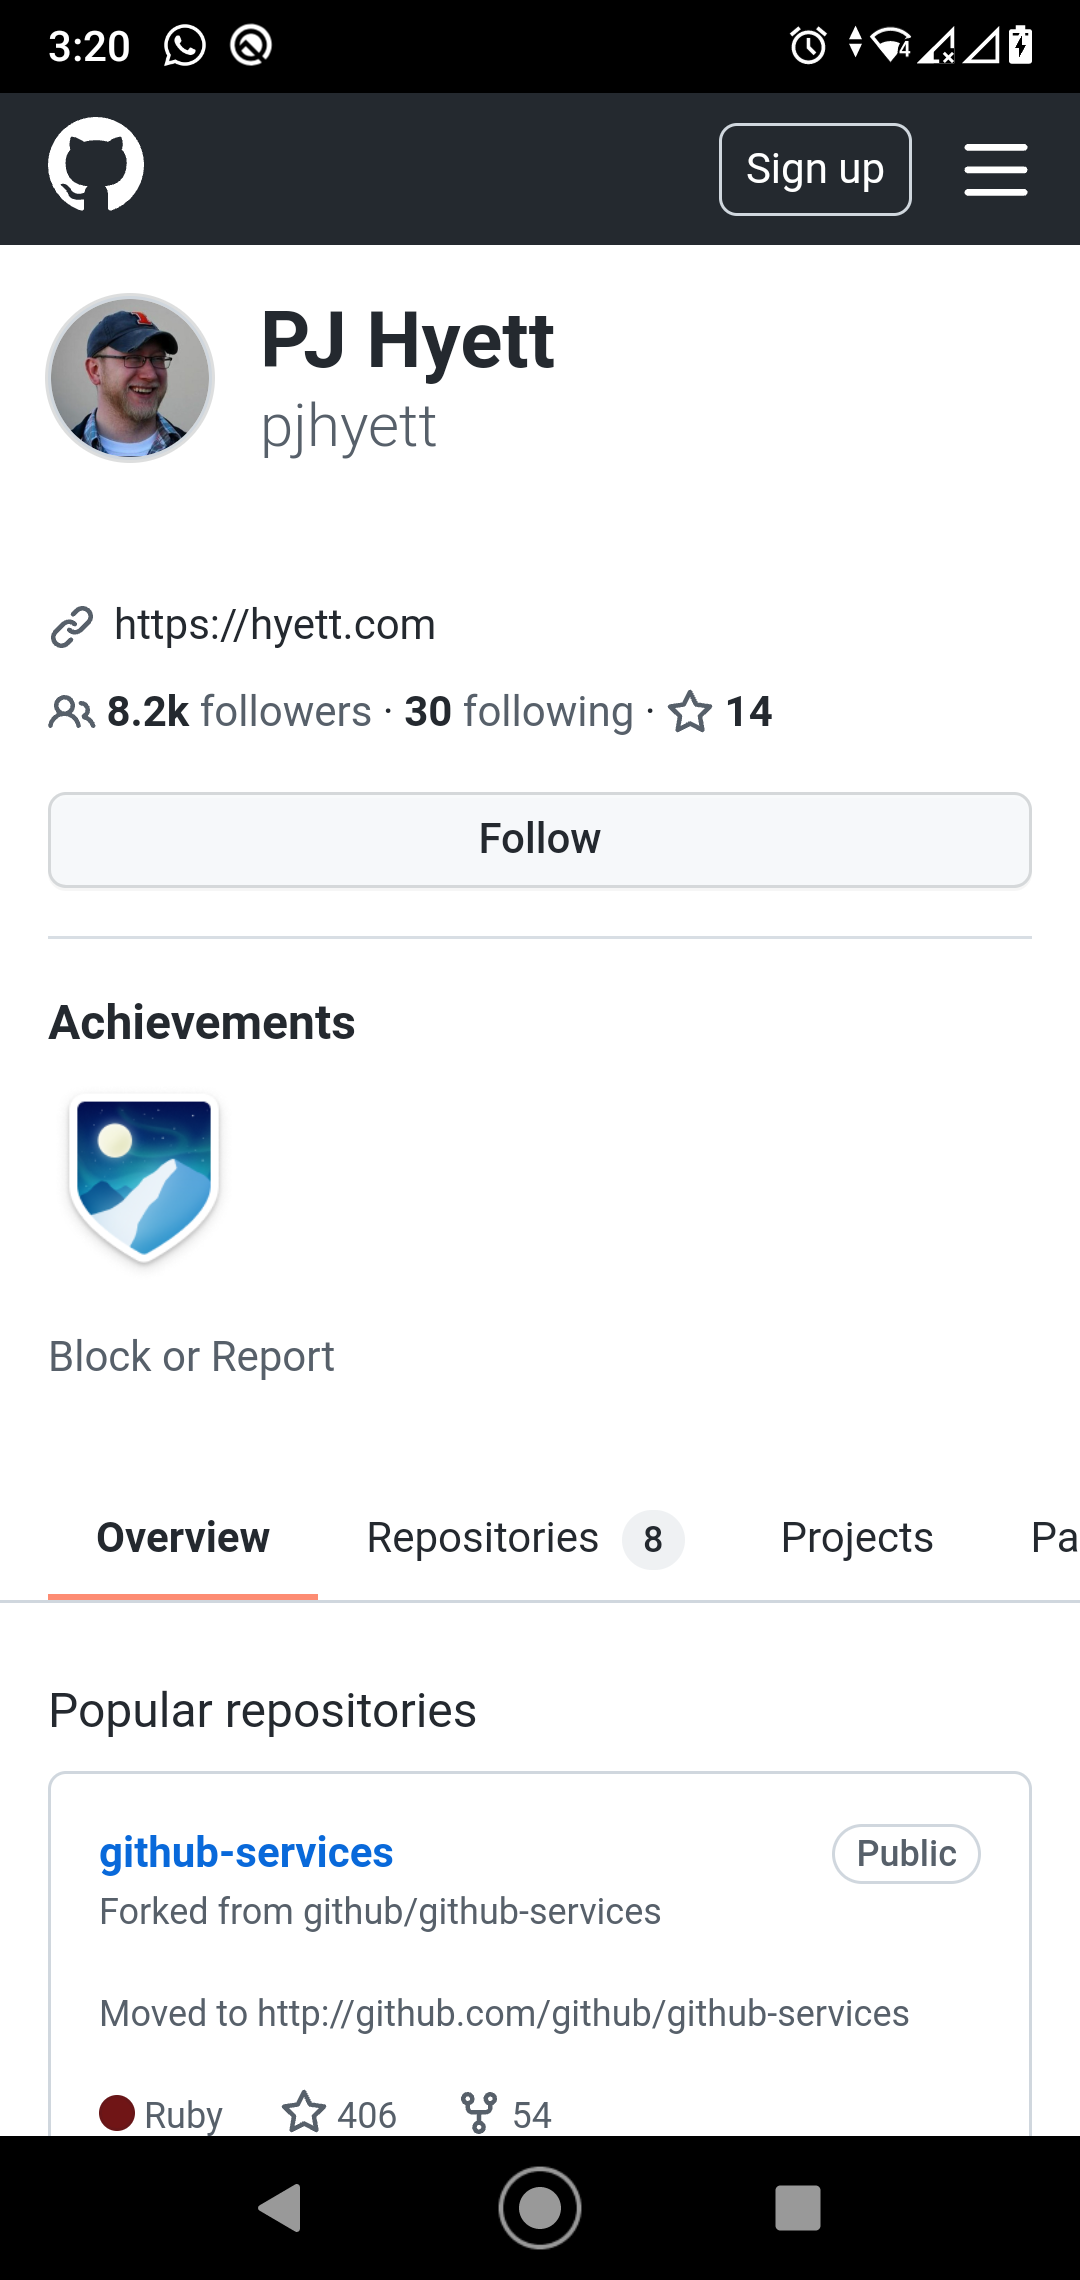 3:20
4
Sign up
PJ Hyett
pjhyett
https://hyett.com
8.2k followers · 30 following · 14
Follow
Achievements
Block or Report
Overview Repositories 8 Projects Pa
Popular repositories
github-services Public
Forked from github/github-services
Moved to http://github.com/github/github-services
Ruby 406 54